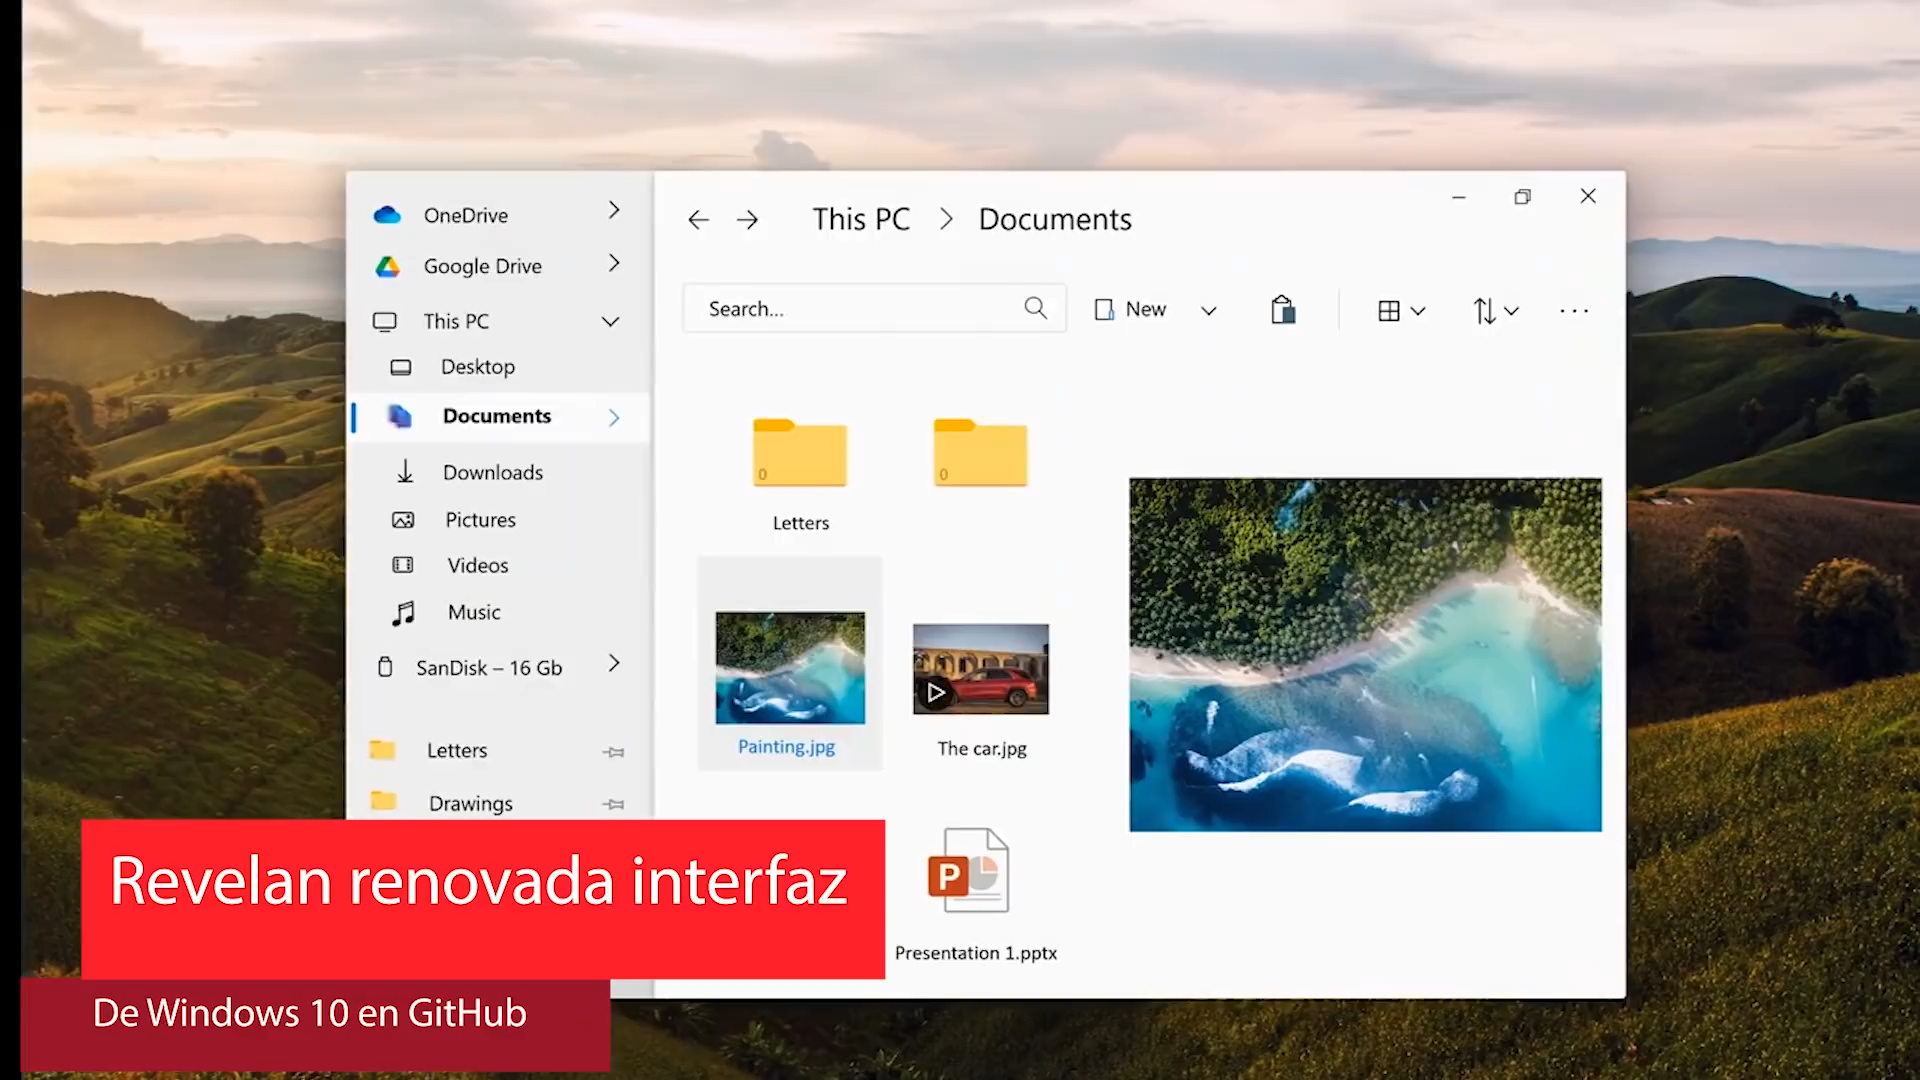 OneDrive
Google Drive
This PC
Desktop
Documents
Downloads
Pictures
Videos
Music
SanDisk – 16 Gb
Letters
Drawings
This PC > Documents
Search...
New
0
0
Letters
Painting.jpg
The car.jpg
P
Presentation 1.pptx
Revelan renovada interfaz
De Windows 10 en GitHub